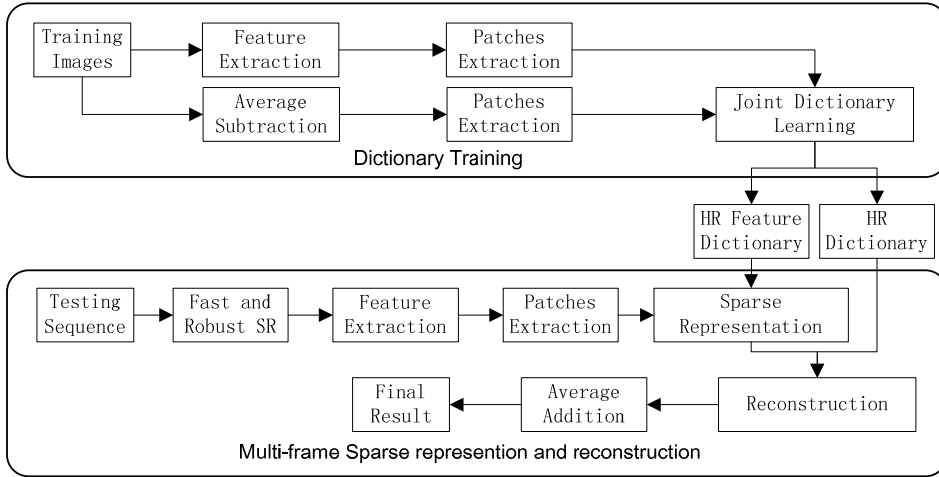 Training
Images
Feature
Extraction
Patches
Extraction
Average
Subtraction
Patches
Extraction
Joint Dictionary
Learning
Dictionary Training
HR Feature
Dictionary
HR
Dictionary
Testing
Sequence
Fast and
Robust SR
Feature
Extraction
Patches
Extraction
Sparse
Representation
Final
Result
Average
Addition
Reconstruction
Multi-frame Sparse represention and reconstruction